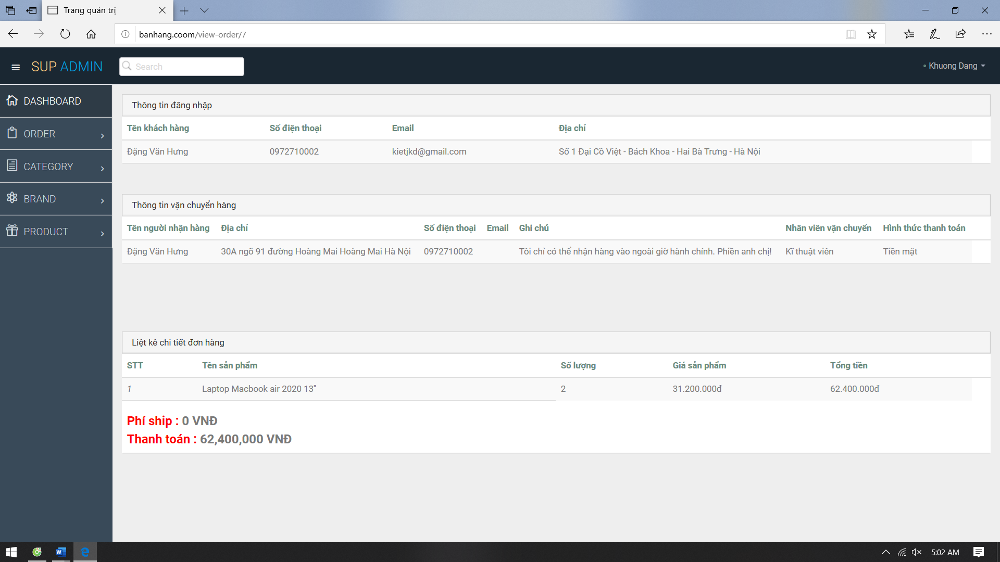 Trang quản trị
banhang.coom/view-order/7
SUP ADMIN
Search
Khuong Dang
DASHBOARD
ORDER
CATEGORY
BRAND
PRODUCT
Thông tin đăng nhập
Tên khách hàng Số điện thoại Email Địa chỉ
Đặng Văn Hưng 0972710002 kietjkd@gmail.com Số 1 Đại Cồ Việt - Bách Khoa - Hai Bà Trưng - Hà Nội
Thông tin vận chuyển hàng
Tên người nhận hàng Địa chỉ Số điện thoại Email Ghi chú Nhân viên vận chuyển Hình thức thanh toán
Đặng Văn Hưng 30A ngõ 91 đường Hoàng Mai Hoàng Mai Hà Nội 0972710002 Tôi chỉ có thể nhận hàng vào ngoài giờ hành chính. Phiền anh chị! Kĩ thuật viên Tiền mặt
Liệt kê chi tiết đơn hàng
STT Tên sản phẩm Số lượng Giá sản phẩm Tổng tiền
1 Laptop Macbook air 2020 13" 2 31.200.000đ 62.400.000đ
Phí ship : 0 VNĐ
Thanh toán : 62,400,000 VNĐ
5:02 AM